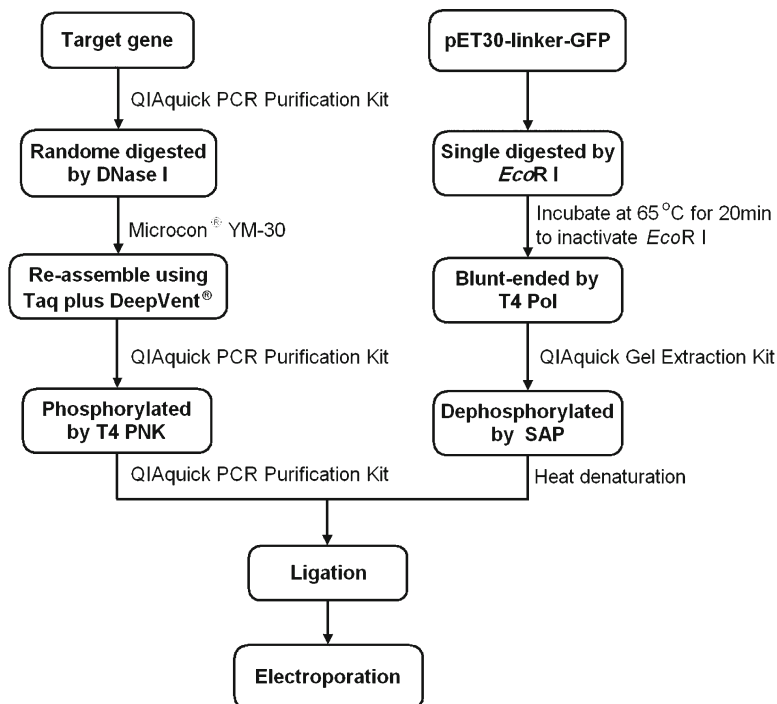 Target gene
QIAquick PCR Purification Kit
Randome digested
by DNase I
Microcon® YM-30
Re-assemble using
Taq plus DeepVent®
QIAquick PCR Purification Kit
Phosphorylated
by T4 PNK
QIAquick PCR Purification Kit
pET30-linker-GFP
Single digested by
EcoR I
Incubate at 65°C for 20min
to inactivate EcoR I
Blunt-ended by
T4 Pol
QIAquick Gel Extraction Kit
Dephosphorylated
by SAP
Heat denaturation
Ligation
Electroporation